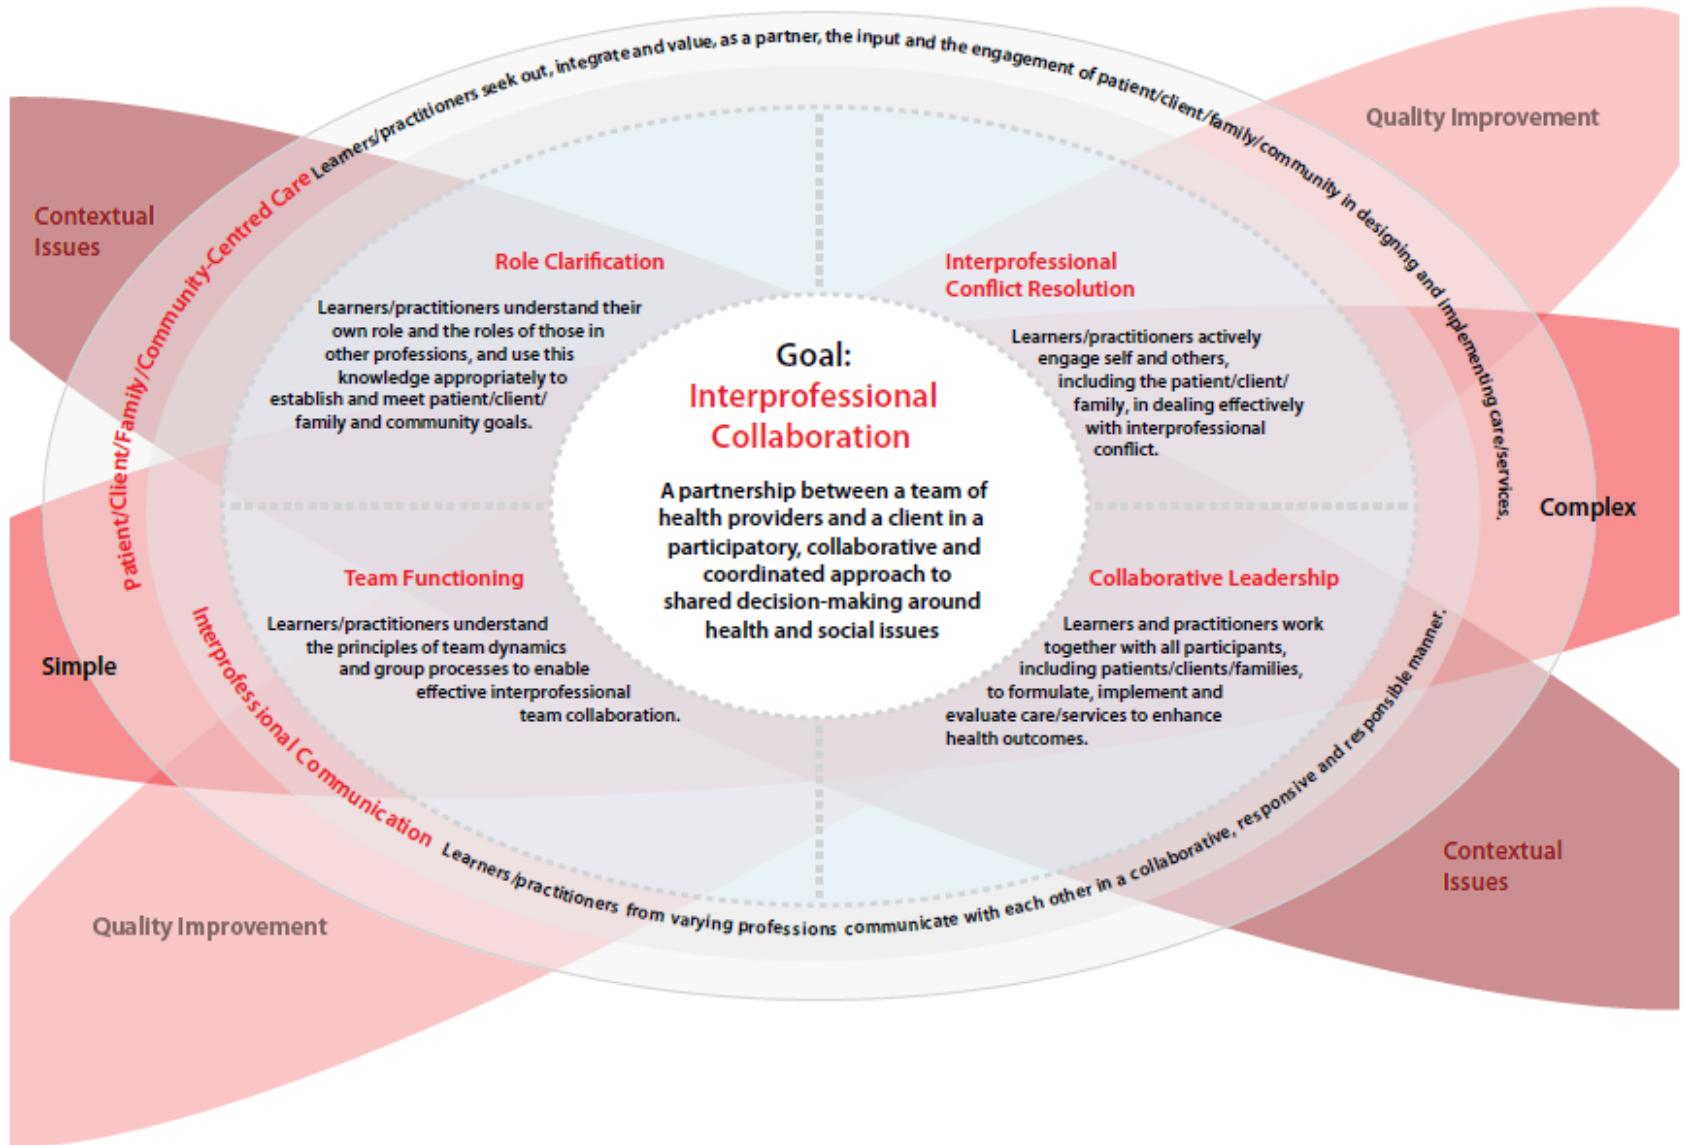 Patient/Client/Family/Community-Centred Care Learners/practitioners seek out, integrate and value, as a partner, the input and the engagement of patient/client/family/community in designing and implementing care/services.
Quality Improvement
Contextual
Issues
Role Clarification
Learners/practitioners understand their
own role and the roles of those in
other professions, and use this
knowledge appropriately to
establish and meet patient/client/
family and community goals.
Interprofessional
Conflict Resolution
Learners/practitioners actively
engage self and others,
including the patient/client/
family, in dealing effectively
with interprofessional
conflict.
Goal:
Interprofessional
Collaboration
A partnership between a team of
health providers and a client in a
participatory, collaborative and
coordinated approach to
shared decision-making around
health and social issues
Complex
Team Functioning
Learners/practitioners understand
the principles of team dynamics
and group processes to enable
effective interprofessional
team collaboration.
Collaborative Leadership
Learners and practitioners work
together with all participants,
including patients/clients/families,
to formulate, implement and
evaluate care/services to enhance
health outcomes.
Simple
Interprofessional Communication Learners/practitioners from varying professions communicate with each other in a collaborative, responsive and responsible manner.
Contextual
Issues
Quality Improvement